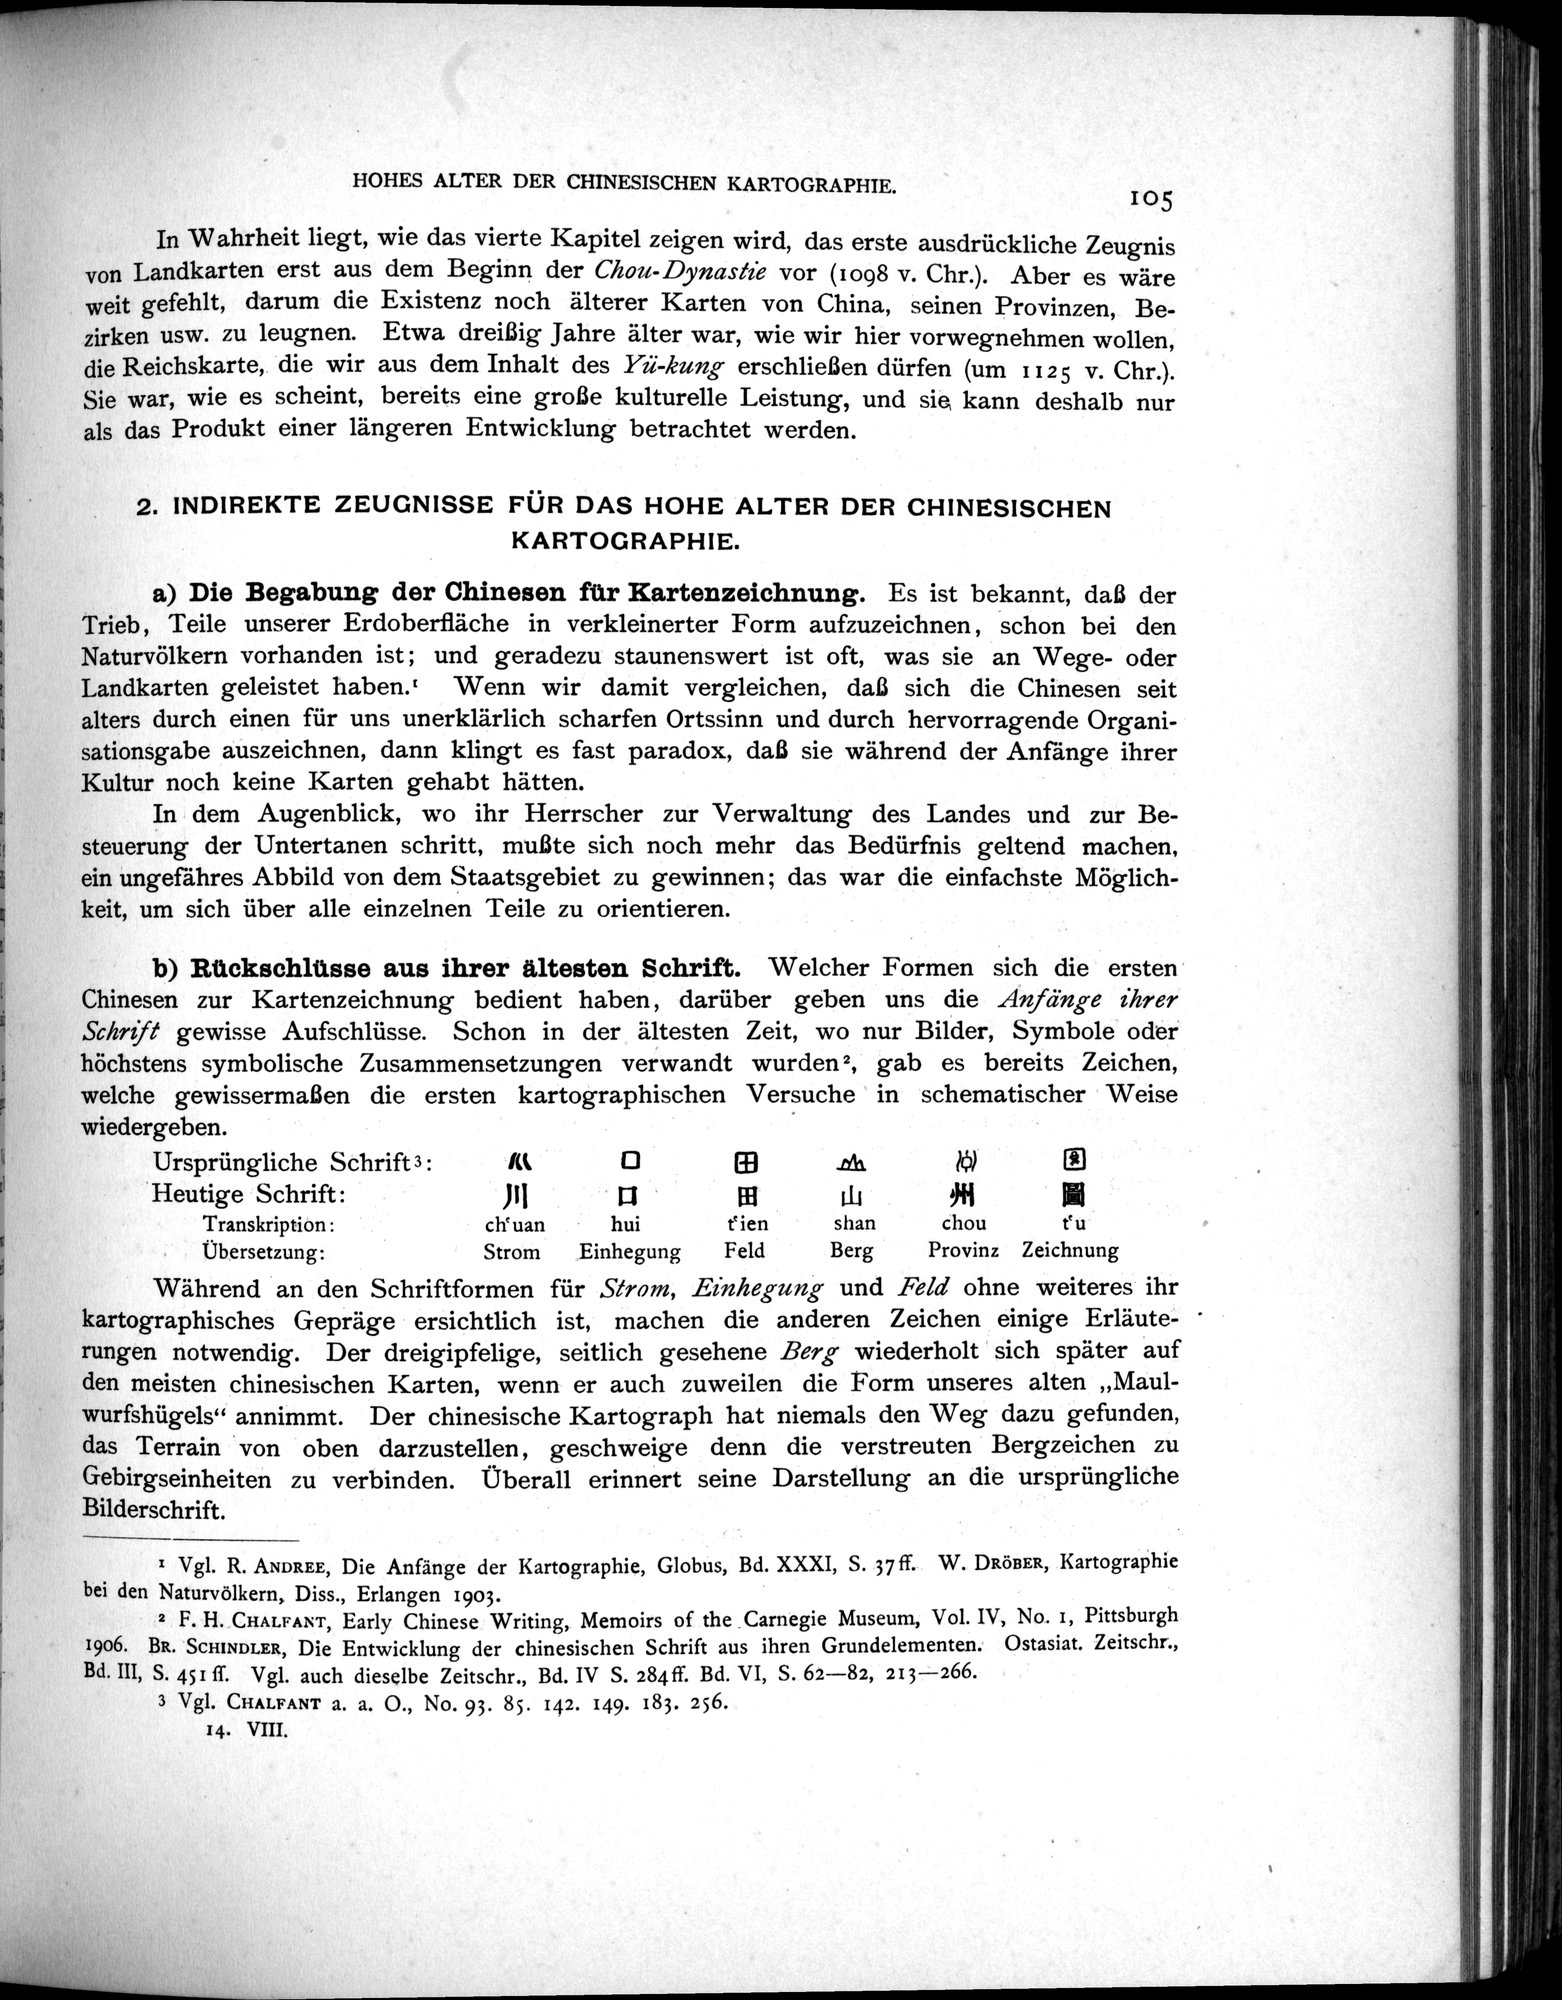 HOHES ALTER DER CHINESISCHEN KARTOGRAPHIE.
105
In Wahrheit liegt, wie das vierte Kapitel zeigen wird, das erste ausdrückliche Zeugnis
von Landkarten erst aus dem Beginn der Chou-Dynastie vor (1098 v. Chr.). Aber es wäre
weit gefehlt, darum die Existenz noch älterer Karten von China, seinen Provinzen, Be-
zirken usw. zu leugnen. Etwa dreißig Jahre älter war, wie wir hier vorwegnehmen wollen,
die Reichskarte, die wir aus dem Inhalt des Yü-kung erschließen dürfen (um 1125 v. Chr.).
Sie war, wie es scheint, bereits eine große kulturelle Leistung, und sie kann deshalb nur
als das Produkt einer längeren Entwicklung betrachtet werden.
2. INDIREKTE ZEUGNISSE FÜR DAS HOHE ALTER DER CHINESISCHEN
KARTOGRAPHIE.
a) Die Begabung der Chinesen für Kartenzeichnung. Es ist bekannt, daß der
Trieb, Teile unserer Erdoberfläche in verkleinerter Form aufzuzeichnen, schon bei den
Naturvölkern vorhanden ist; und geradezu staunenswert ist oft, was sie an Wege- oder
Landkarten geleistet haben.¹ Wenn wir damit vergleichen, daß sich die Chinesen seit
alters durch einen für uns unerklärlich scharfen Ortssinn und durch hervorragende Organi-
sationsgabe auszeichnen, dann klingt es fast paradox, daß sie während der Anfänge ihrer
Kultur noch keine Karten gehabt hätten.
In dem Augenblick, wo ihr Herrscher zur Verwaltung des Landes und zur Be-
steuerung der Untertanen schritt, mußte sich noch mehr das Bedürfnis geltend machen,
ein ungefähres Abbild von dem Staatsgebiet zu gewinnen; das war die einfachste Möglich-
keit, um sich über alle einzelnen Teile zu orientieren.
b) Rückschlüsse aus ihrer ältesten Schrift. Welcher Formen sich die ersten
Chinesen zur Kartenzeichnung bedient haben, darüber geben uns die Anfänge ihrer
Schrift gewisse Aufschlüsse. Schon in der ältesten Zeit, wo nur Bilder, Symbole oder
höchstens symbolische Zusammensetzungen verwandt wurden², gab es bereits Zeichen,
welche gewissermaßen die ersten kartographischen Versuche in schematischer Weise
wiedergeben.
Ursprüngliche Schrift³:
Heutige Schrift: 川 口 田 山 州 圖
Transkription: chʿuan hui tʿien shan chou tʿu
Übersetzung: Strom Einhegung Feld Berg Provinz Zeichnung
Während an den Schriftformen für Strom, Einhegung und Feld ohne weiteres ihr
kartographisches Gepräge ersichtlich ist, machen die anderen Zeichen einige Erläute-
rungen notwendig. Der dreigipfelige, seitlich gesehene Berg wiederholt sich später auf
den meisten chinesischen Karten, wenn er auch zuweilen die Form unseres alten „Maul-
wurfshügels“ annimmt. Der chinesische Kartograph hat niemals den Weg dazu gefunden,
das Terrain von oben darzustellen, geschweige denn die verstreuten Bergzeichen zu
Gebirgseinheiten zu verbinden. Überall erinnert seine Darstellung an die ursprüngliche
Bilderschrift.
¹ Vgl. R. ANDREE, Die Anfänge der Kartographie, Globus, Bd. XXXI, S. 37ff. W. DRÖBER, Kartographie
bei den Naturvölkern, Diss., Erlangen 1903.
² F. H. CHALFANT, Early Chinese Writing, Memoirs of the Carnegie Museum, Vol. IV, No. 1, Pittsburgh
1906. BR. SCHINDLER, Die Entwicklung der chinesischen Schrift aus ihren Grundelementen. Ostasiat. Zeitschr.,
Bd. III, S. 451 ff. Vgl. auch dieselbe Zeitschr., Bd. IV S. 284ff. Bd. VI, S. 62—82, 213—266.
³ Vgl. CHALFANT a. a. O., No. 93. 85. 142. 149. 183. 256.
14. VIII.